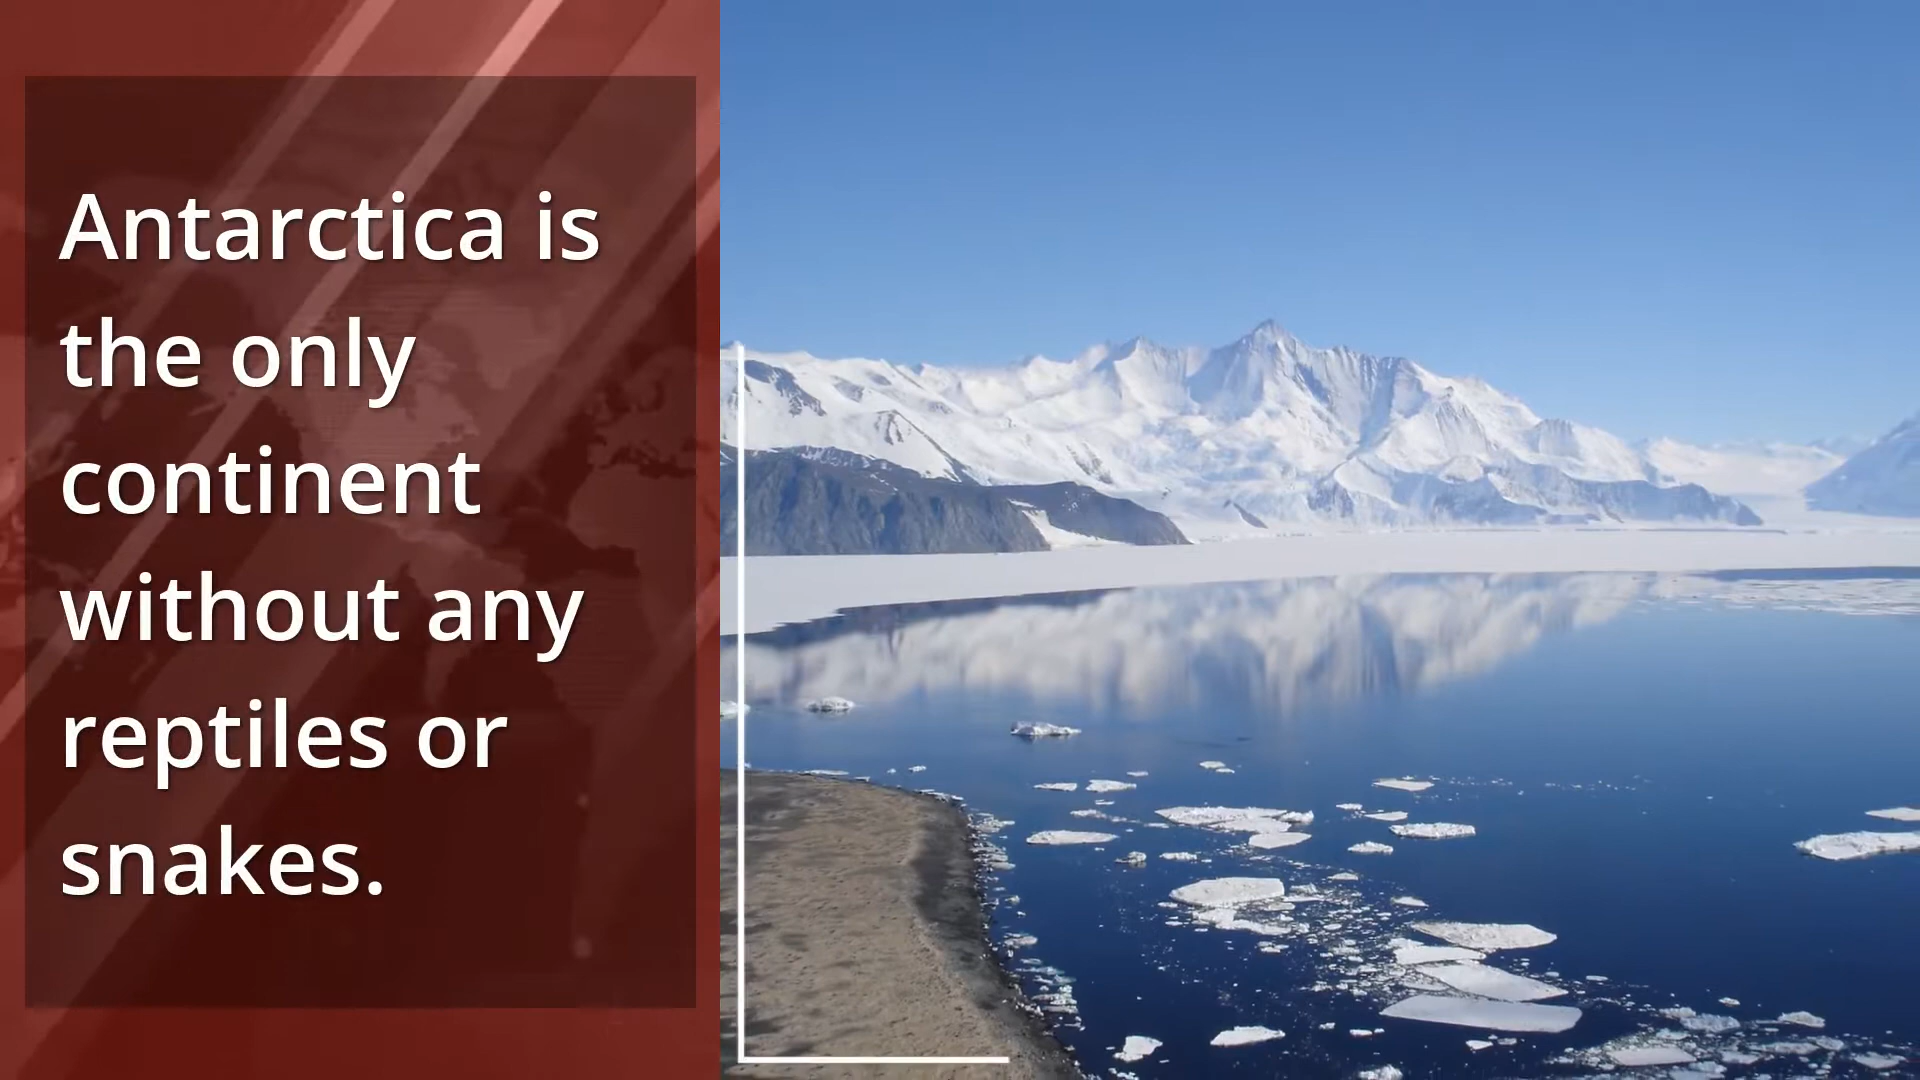 Antarctica is
the only
continent
without any
reptiles or
snakes.